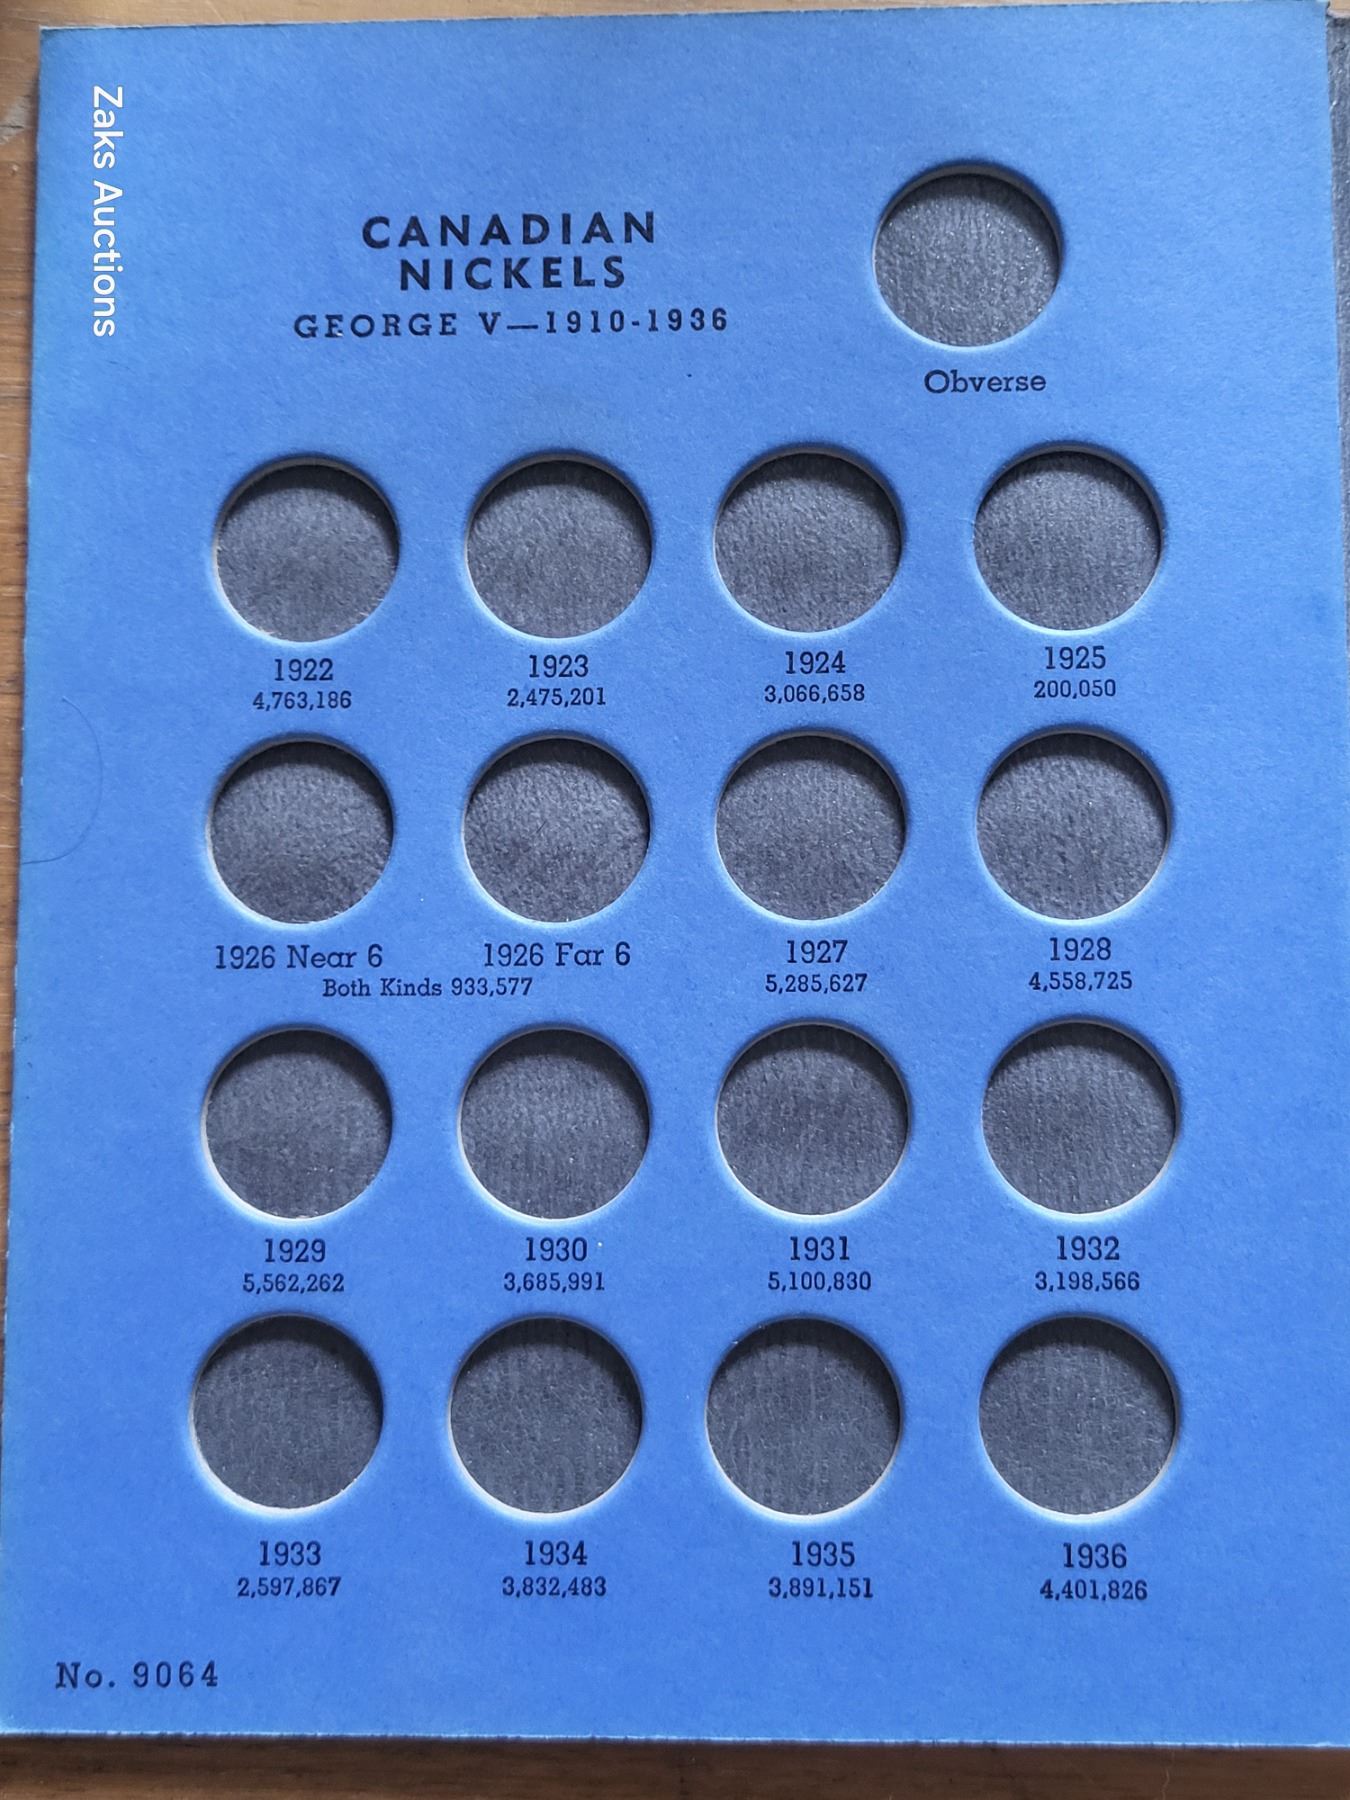 Zaks Auctions
CANADIAN
NICKELS
GEORGE V—1910-1936
Obverse
1922 1923 1924 1925
4,763,186 2,475,201 3,066,658 200,050
1926 Near 6 1926 Far 6 1927 1928
Both Kinds 933,577 5,285,627 4,558,725
1929 1930 1931 1932
5,562,262 3,685,991 5,100,830 3,198,566
1933 1934 1935 1936
2,597,867 3,832,483 3,891,151 4,401,826
No. 9064